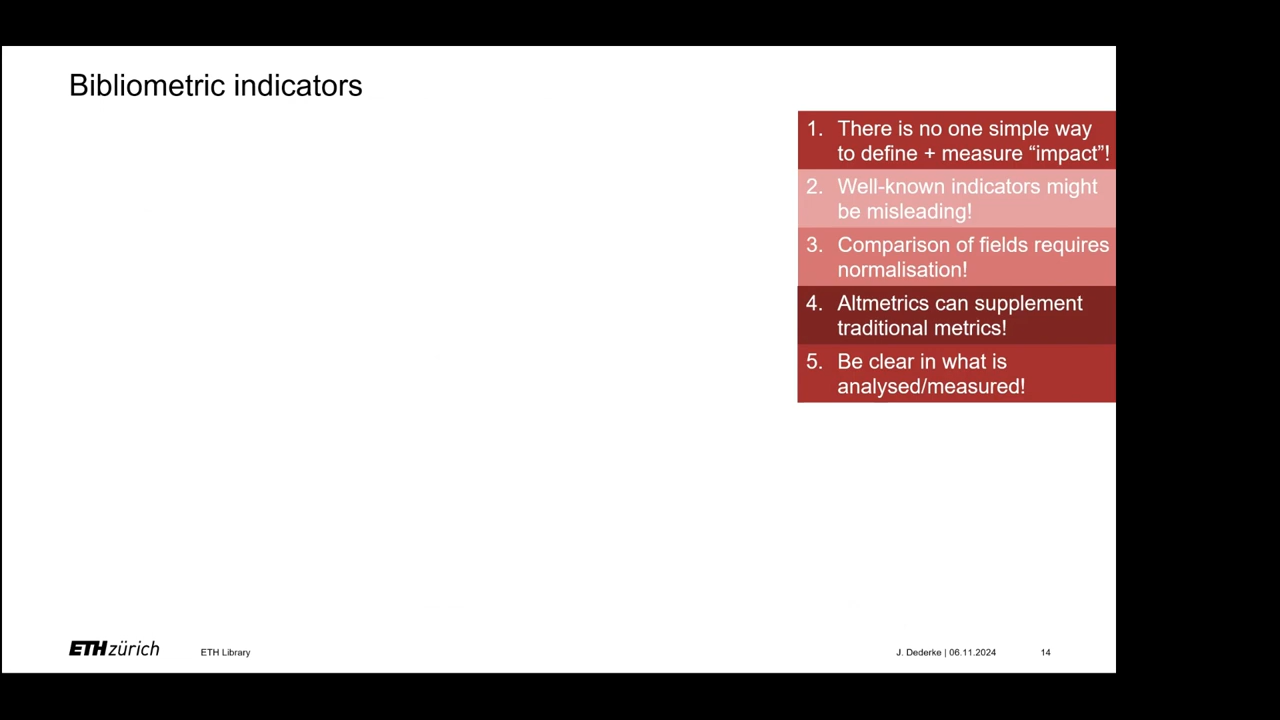 Bibliometric indicators
1. There is no one simple way
to define + measure “impact”!
2. Well-known indicators might
be misleading!
3. Comparison of fields requires
normalisation!
4. Altmetrics can supplement
traditional metrics!
5. Be clear in what is
analysed/measured!
ETH zürich
ETH Library
J. Dederke | 06.11.2024
14